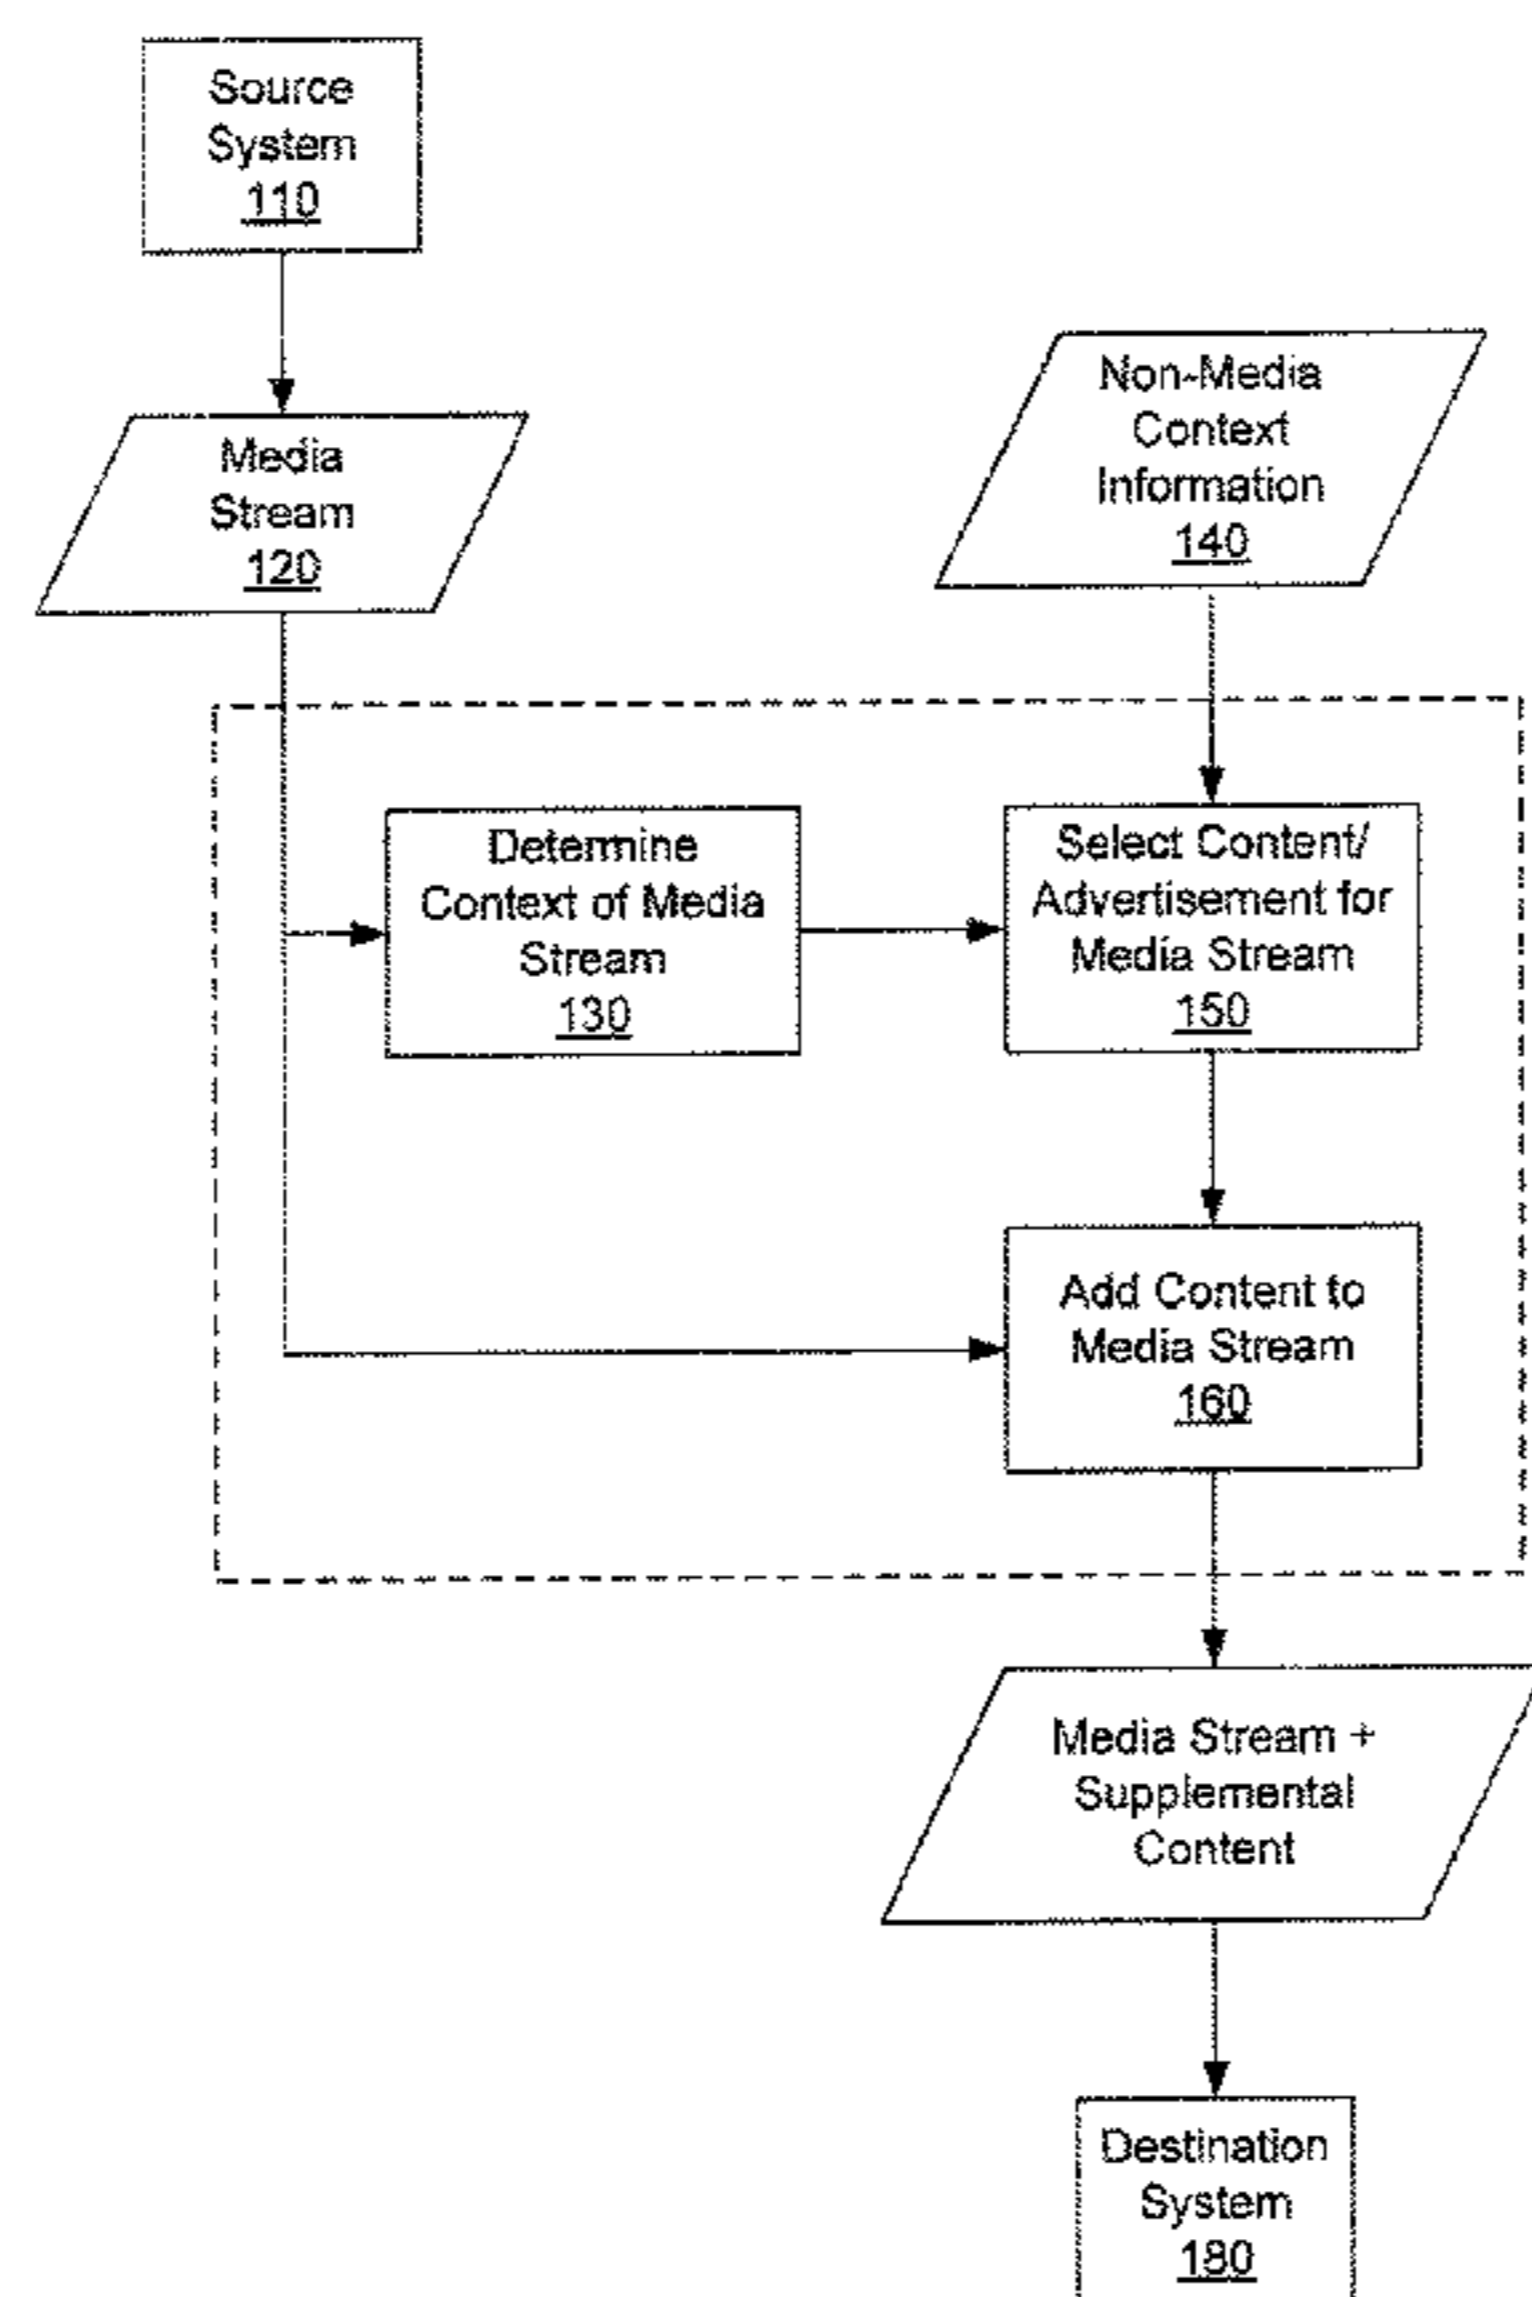 Source
System
110
Media
Stream
120
Non-Media
Context
Information
140
Determine
Context of Media
Stream
130
Select Content/
Advertisement for
Media Stream
150
Add Content to
Media Stream
160
Media Stream +
Supplemental
Content
Destination
System
180